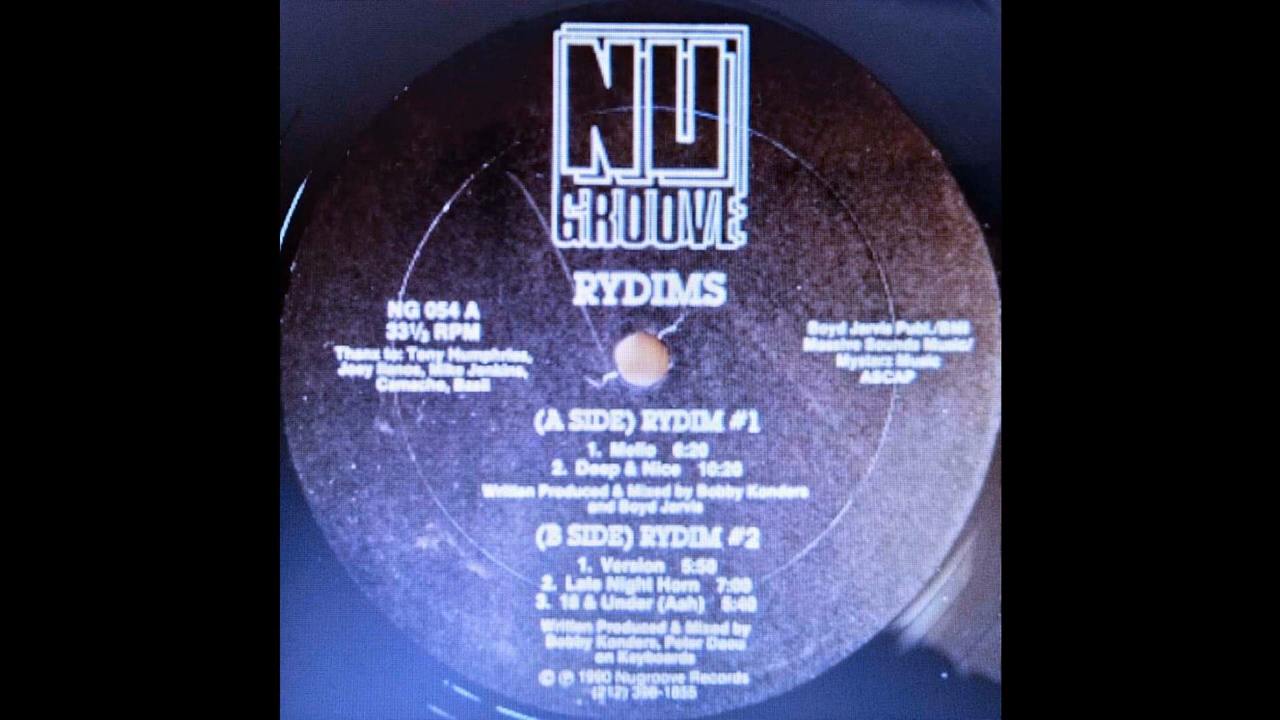 NU
GROOVE
RYDIMS
NG 054 A
33⅓ RPM
Thanx to: Tony Humphries,
Joey Mike Jenkins,
Camacho, Basil
Boyd Jarvis Publ./BMI
Massive Sounds Music/
Mysterz Music
ASCAP
(A SIDE) RYDIM #1
1. Mello 6:20
2. Deep & Nice 10:20
Written Produced & Mixed by Bobby Konders
and Boyd Jarvis
(B SIDE) RYDIM #2
1. Version 5:50
2. Late Night Horn 7:00
3. 18 & Under (Aah) 5:40
Written Produced & Mixed by
Bobby Konders, Peter Daou
on Keyboards
© ℗ 1990 Nugroove Records
(212)